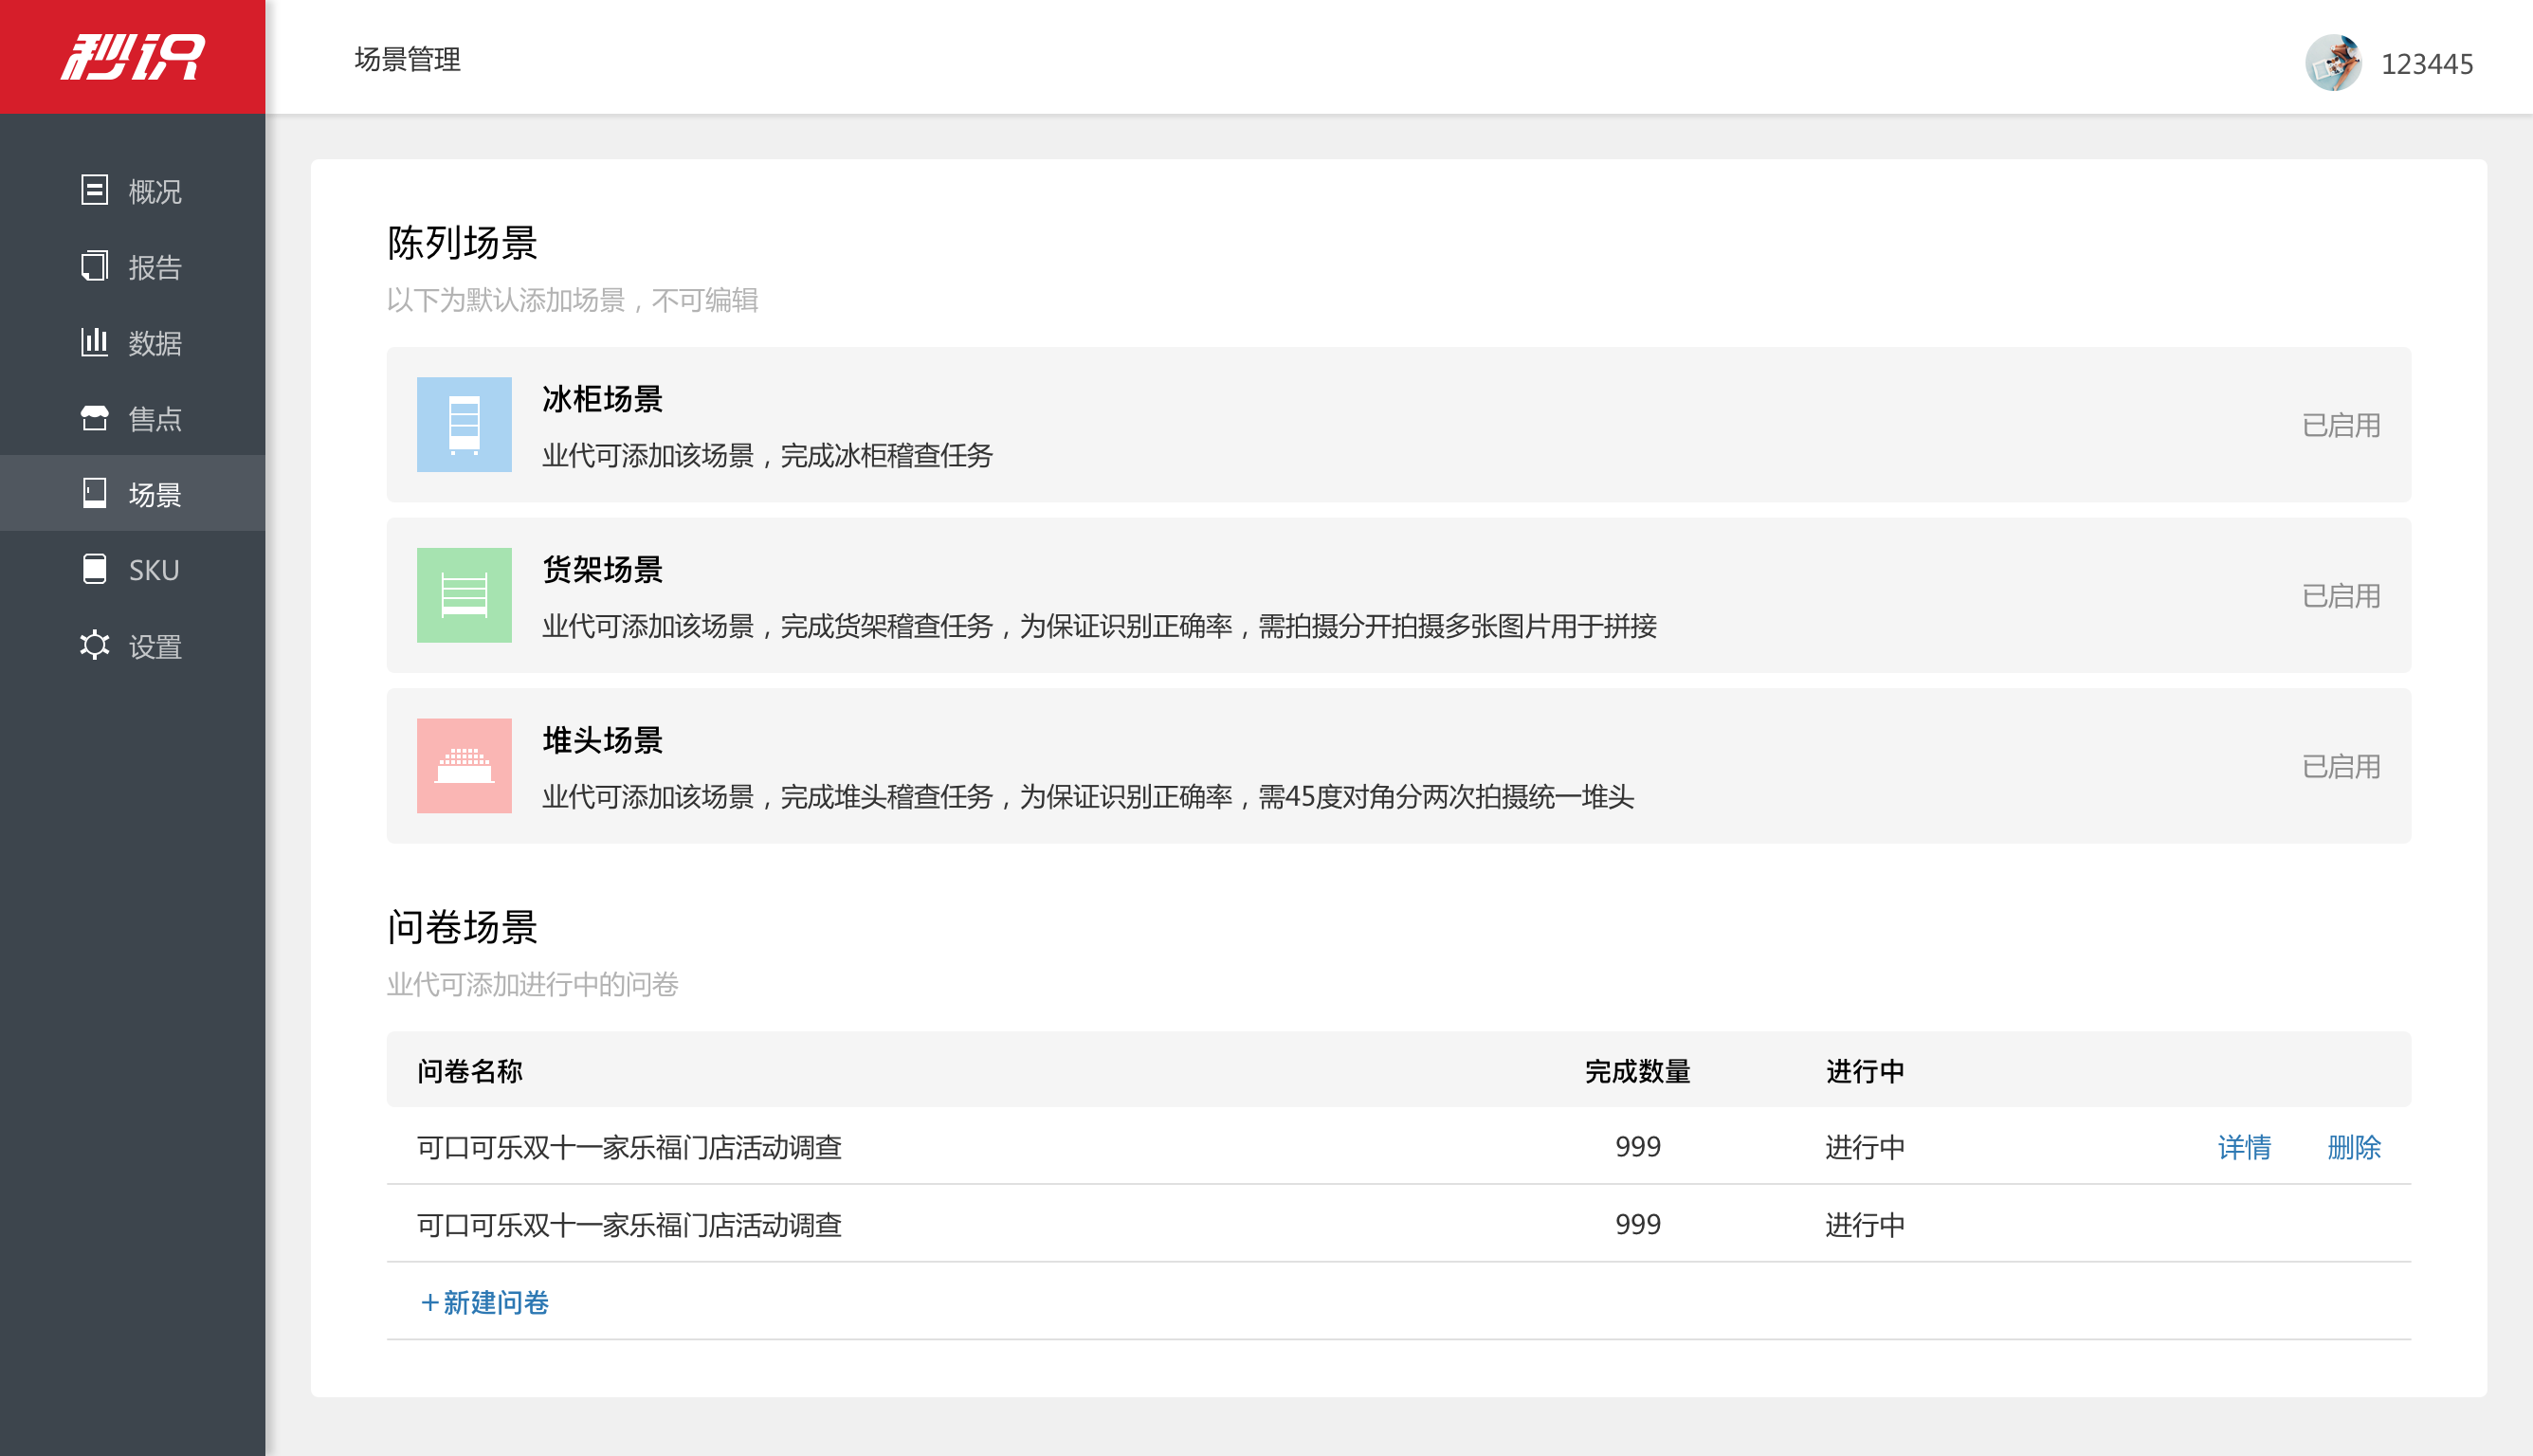 秒识
场景管理
123445
概况
报告
数据
售点
场景
SKU
设置
陈列场景
以下为默认添加场景，不可编辑
冰柜场景
业代可添加该场景，完成冰柜稽查任务
已启用
货架场景
业代可添加该场景，完成货架稽查任务，为保证识别正确率，需拍摄分开拍摄多张图片用于拼接
已启用
堆头场景
业代可添加该场景，完成堆头稽查任务，为保证识别正确率，需45度对角分两次拍摄统一堆头
已启用
问卷场景
业代可添加进行中的问卷
问卷名称 完成数量 进行中
可口可乐双十一家乐福门店活动调查 999 进行中 详情 删除
可口可乐双十一家乐福门店活动调查 999 进行中
+新建问卷